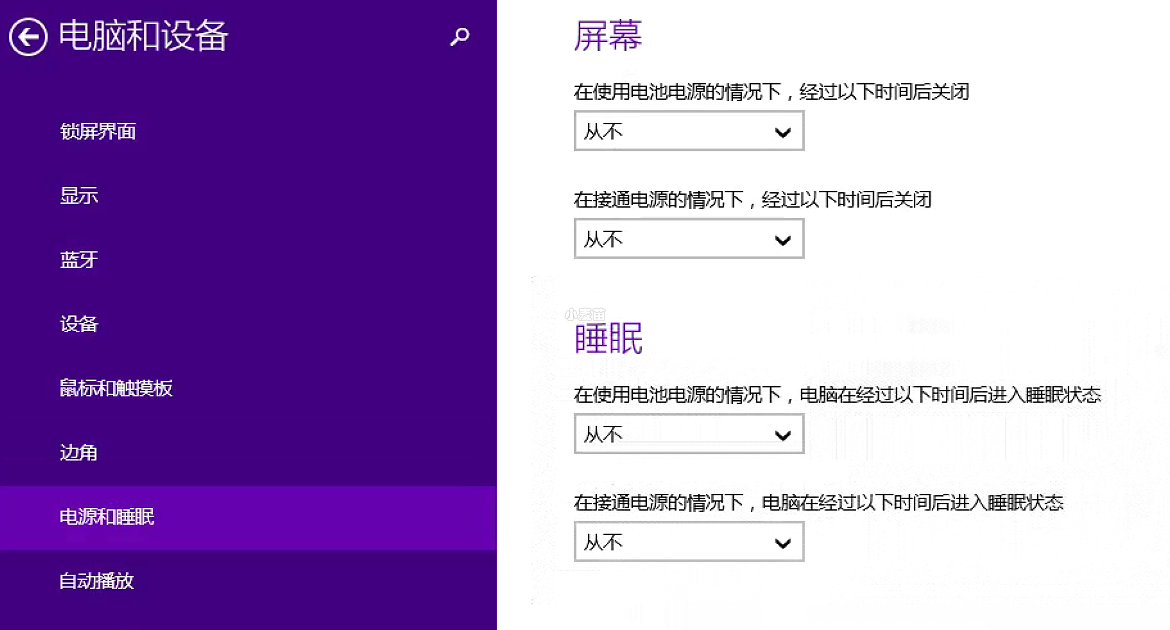 电脑和设备
锁屏界面
显示
蓝牙
设备
鼠标和触摸板
边角
电源和睡眠
自动播放
屏幕
在使用电池电源的情况下，经过以下时间后关闭
从不
在接通电源的情况下，经过以下时间后关闭
从不
小麦苗
睡眠
在使用电池电源的情况下，电脑在经过以下时间后进入睡眠状态
从不
在接通电源的情况下，电脑在经过以下时间后进入睡眠状态
从不